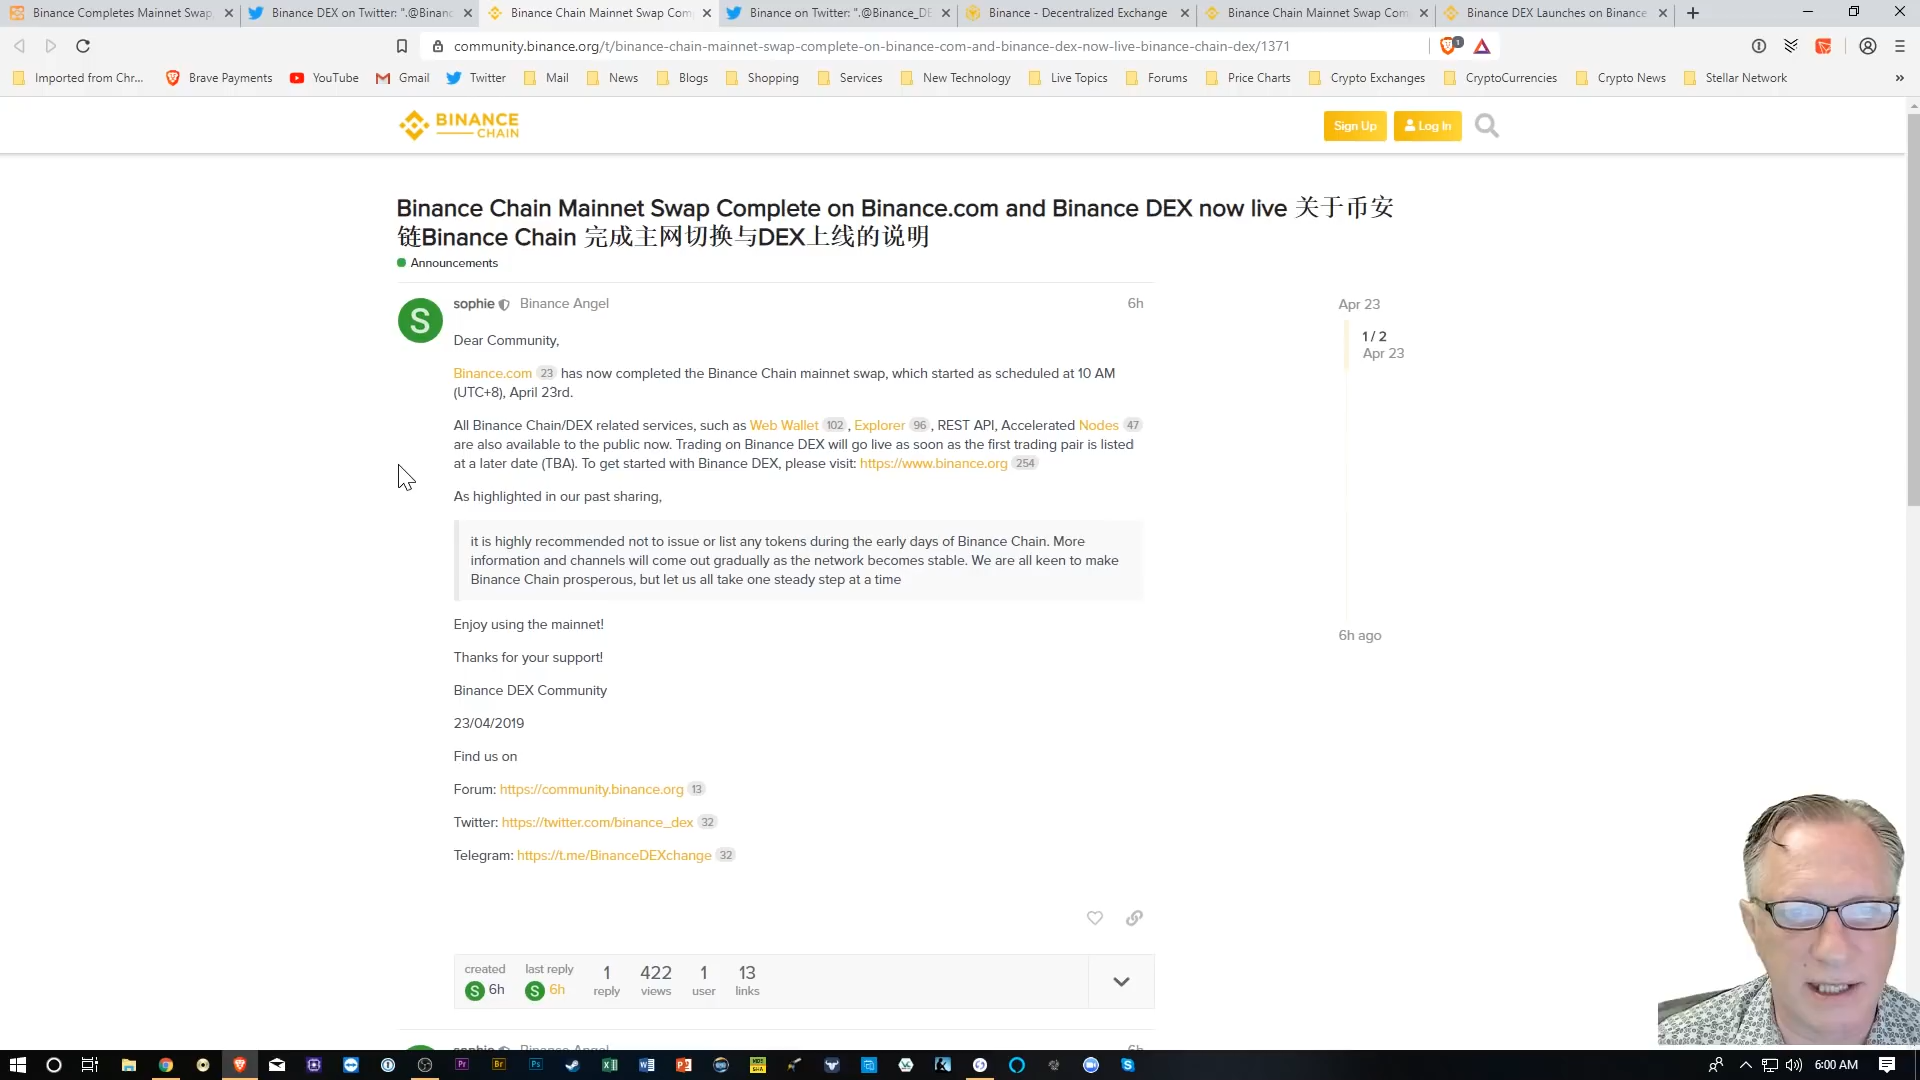 Binance Completes Mainnet Swap,
Binance DEX on Twitter: ".@Binanc
Binance Chain Mainnet Swap Com
Binance on Twitter: ".@Binance_DE
Binance - Decentralized Exchange
Binance Chain Mainnet Swap Com
Binance DEX Launches on Binance
community.binance.org/t/binance-chain-mainnet-swap-complete-on-binance-com-and-binance-dex-now-live-binance-chain-dex/1371
1
Imported from Chr... Brave Payments YouTube Gmail Twitter Mail News Blogs Shopping Services New Technology Live Topics Forums Price Charts Crypto Exchanges CryptoCurrencies Crypto News Stellar Network »
BINANCE
CHAIN
Sign Up Log In
Binance Chain Mainnet Swap Complete on Binance.com and Binance DEX now live 关于币安
链Binance Chain 完成主网切换与DEX上线的说明
Announcements
S
sophie Binance Angel 6h
Dear Community,
Binance.com 23 has now completed the Binance Chain mainnet swap, which started as scheduled at 10 AM
(UTC+8), April 23rd.
All Binance Chain/DEX related services, such as Web Wallet 102 , Explorer 96 , REST API, Accelerated Nodes 47
are also available to the public now. Trading on Binance DEX will go live as soon as the first trading pair is listed
at a later date (TBA). To get started with Binance DEX, please visit: https://www.binance.org 254
As highlighted in our past sharing,
it is highly recommended not to issue or list any tokens during the early days of Binance Chain. More
information and channels will come out gradually as the network becomes stable. We are all keen to make
Binance Chain prosperous, but let us all take one steady step at a time
Enjoy using the mainnet!
Thanks for your support!
Binance DEX Community
23/04/2019
Find us on
Forum: https://community.binance.org 13
Twitter: https://twitter.com/binance_dex 32
Telegram: https://t.me/BinanceDEXchange 32
Apr 23
1 / 2
Apr 23
6h ago
created last reply 1 422 1 13
S 6h S 6h reply views user links
sophie Binance Angel 6h
6:00 AM